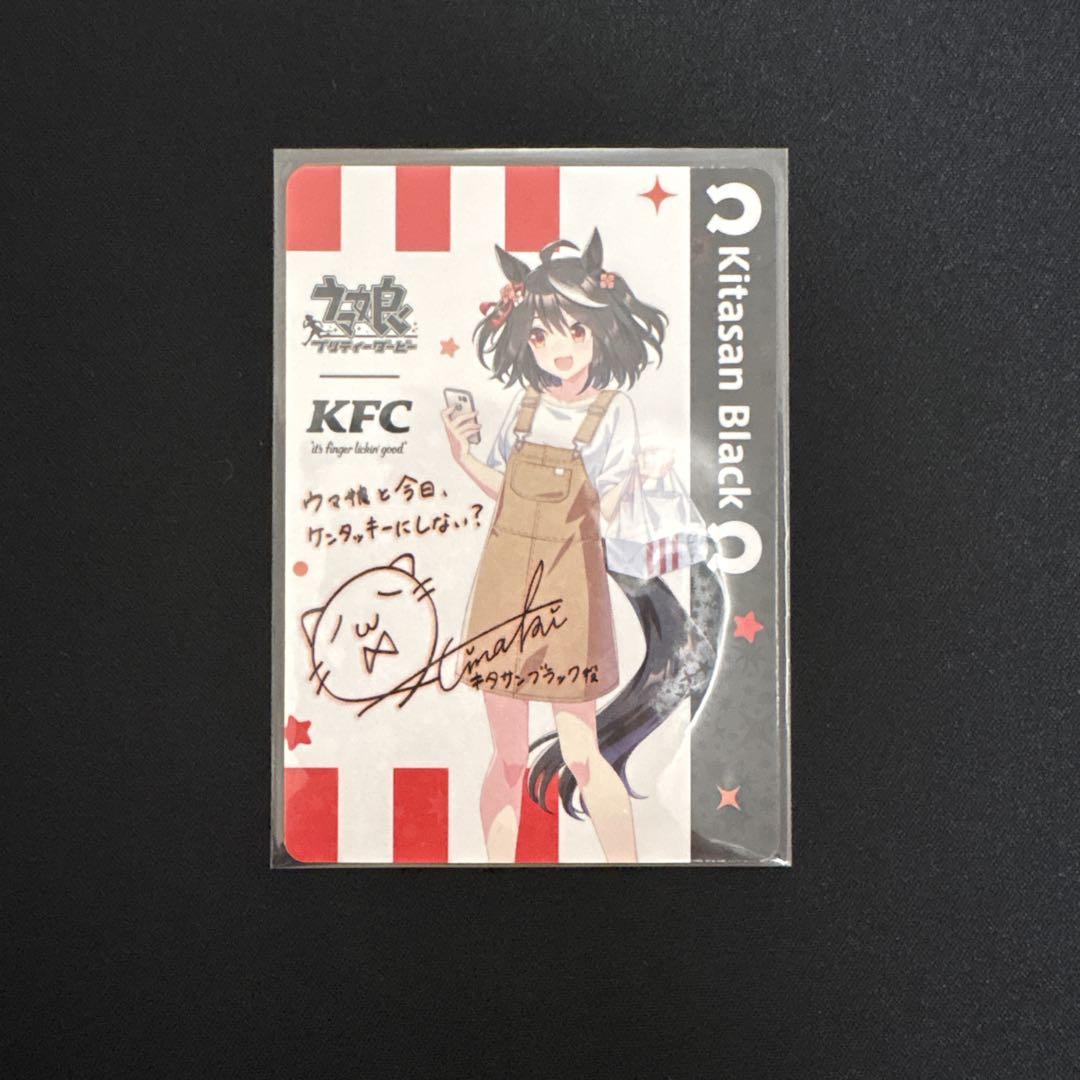 ウマ娘
プリティーダービー
KFC
"it's finger lickin' good"
ウマ娘と今日、
ケンタッキーにしない?
キタサンブラック役
Kitasan Black